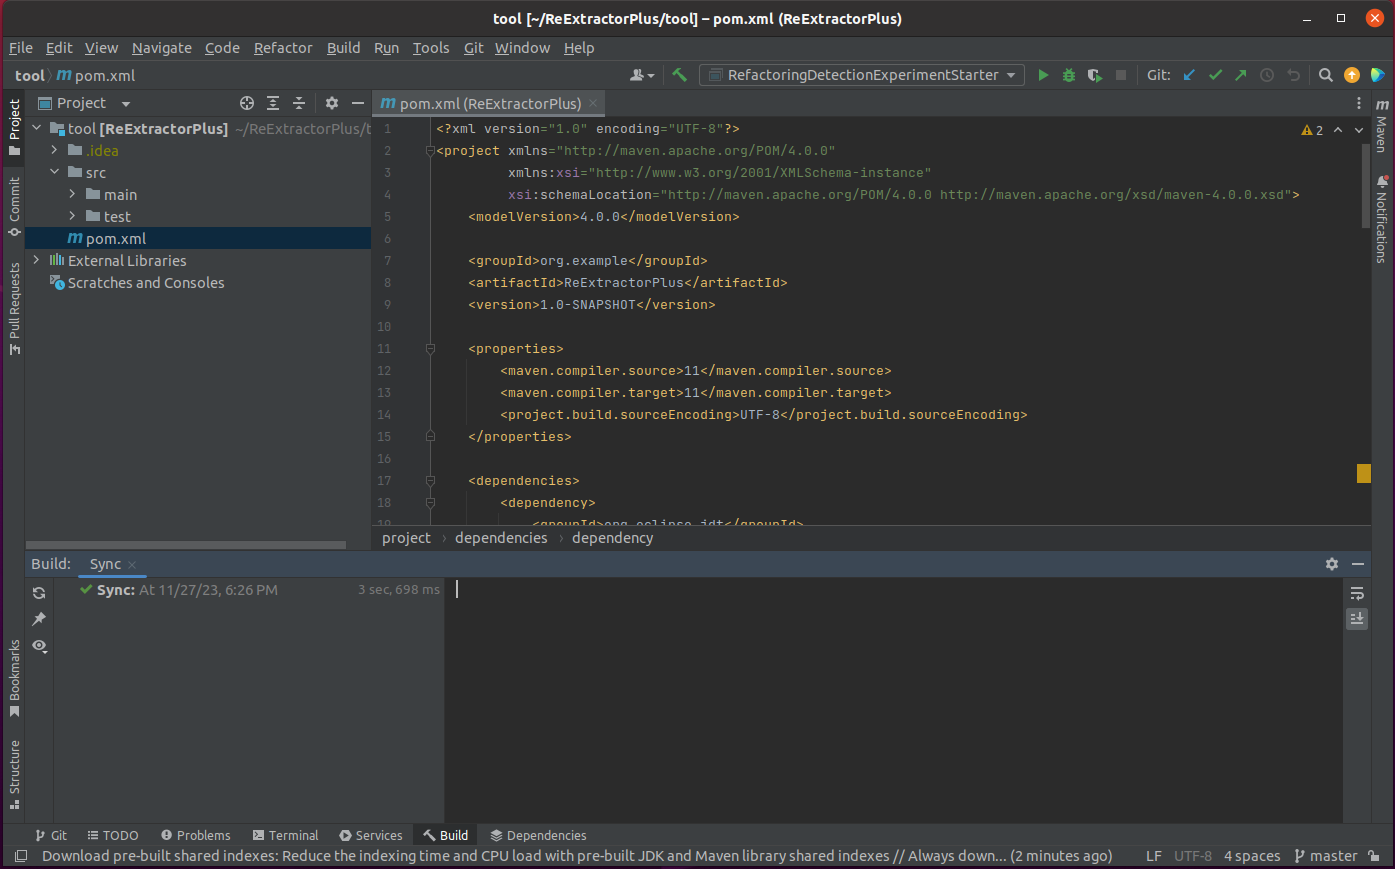 tool [~/ReExtractorPlus/tool] – pom.xml (ReExtractorPlus)
File Edit View Navigate Code Refactor Build Run Tools Git Window Help
tool pom.xml
RefactoringDetectionExperimentStarter
Git:
Project
Commit
Pull Requests
Bookmarks
Structure
Project
tool [ReExtractorPlus] ~/ReExtractorPlus/t
.idea
src
main
test
pom.xml
External Libraries
Scratches and Consoles
pom.xml (ReExtractorPlus)
2
1 <?xml version="1.0" encoding="UTF-8"?>
2 <project xmlns="http://maven.apache.org/POM/4.0.0"
3 xmlns:xsi="http://www.w3.org/2001/XMLSchema-instance"
4 xsi:schemaLocation="http://maven.apache.org/POM/4.0.0 http://maven.apache.org/xsd/maven-4.0.0.xsd">
5 <modelVersion>4.0.0</modelVersion>
6
7 <groupId>org.example</groupId>
8 <artifactId>ReExtractorPlus</artifactId>
9 <version>1.0-SNAPSHOT</version>
10
11 <properties>
12 <maven.compiler.source>11</maven.compiler.source>
13 <maven.compiler.target>11</maven.compiler.target>
14 <project.build.sourceEncoding>UTF-8</project.build.sourceEncoding>
15 </properties>
16
17 <dependencies>
18 <dependency>
19 <groupId>org.eclipse.jdt</groupId>
project › dependencies › dependency
Maven
Notifications
Build: Sync
Sync: At 11/27/23, 6:26 PM 3 sec, 698 ms
Git TODO Problems Terminal Services Build Dependencies
Download pre-built shared indexes: Reduce the indexing time and CPU load with pre-built JDK and Maven library shared indexes // Always down... (2 minutes ago) LF UTF-8 4 spaces master